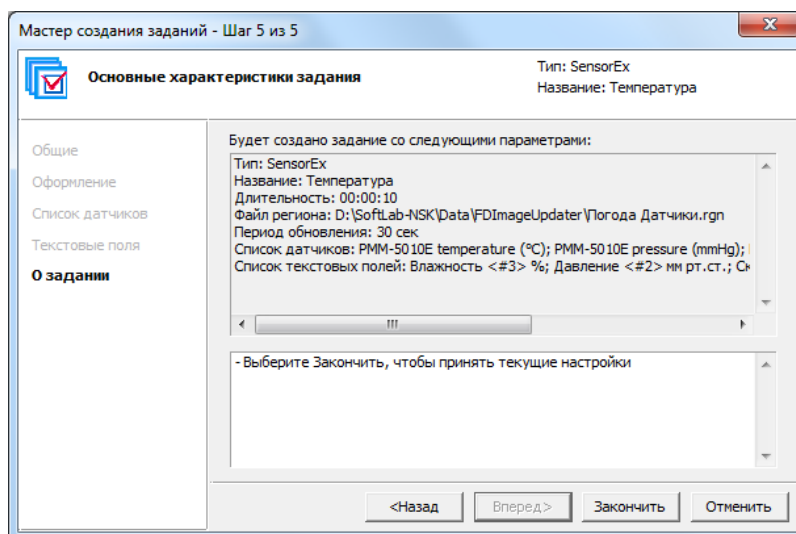 Мастер создания заданий - Шаг 5 из 5
Основные характеристики задания
Тип: SensorEx
Название: Температура
Общие
Оформление
Список датчиков
Текстовые поля
О задании
Будет создано задание со следующими параметрами:
Тип: SensorEx
Название: Температура
Длительность: 00:00:10
Файл региона: D:\SoftLab-NSK\Data\FDImageUpdater\Погода Датчики.rgn
Период обновления: 30 сек
Список датчиков: PMM-5010E temperature (°C); PMM-5010E pressure (mmHg);
Список текстовых полей: Влажность <#3> %; Давление <#2> мм рт.ст.; Ск
- Выберите Закончить, чтобы принять текущие настройки
<Назад
Вперед>
Закончить
Отменить